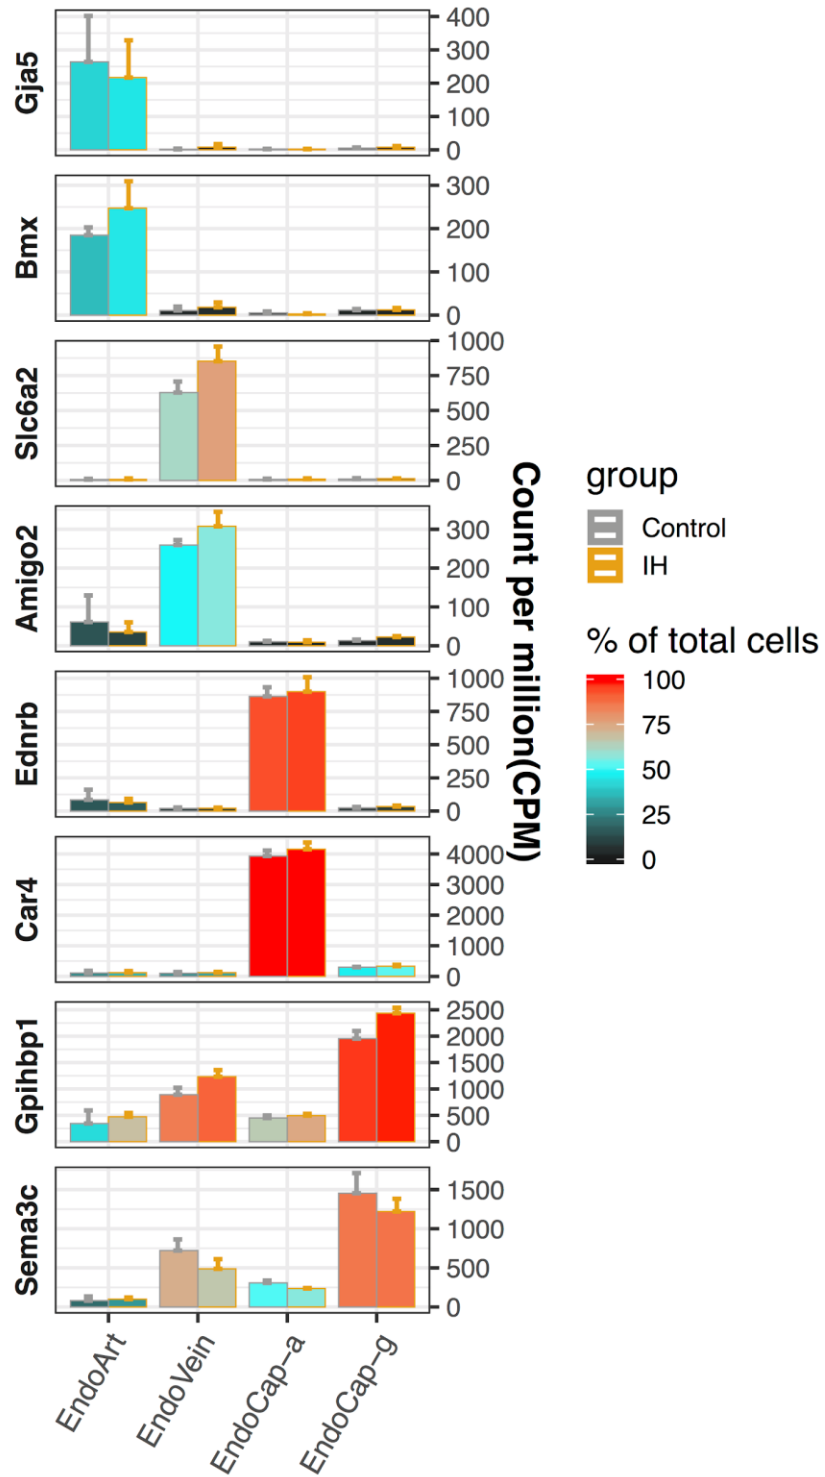 Gja5
400
300
200
100
0
Bmx
300
200
100
0
Slc6a2
1000
750
500
250
0
Amigo2
300
200
100
0
Ednrb
1000
750
500
250
0
Car4
4000
3000
2000
1000
0
Gpihbp1
2500
2000
1500
1000
500
0
Sema3c
1500
1000
500
0
EndoArt
EndoVein
EndoCap-a
EndoCap-g
Count per million(CPM)
group
Control
IH
% of total cells
100
75
50
25
0